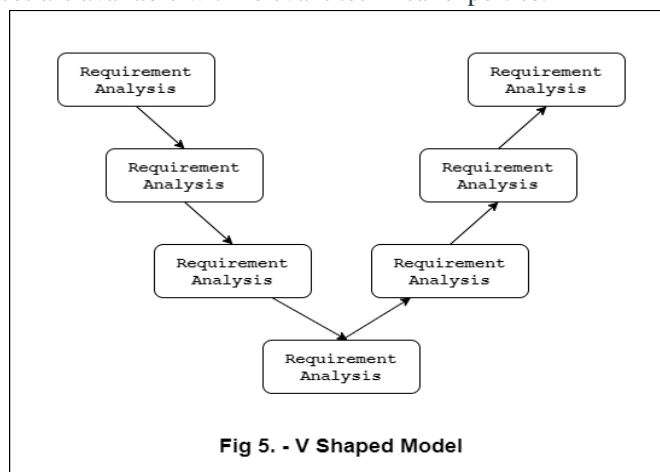 Requirement
Analysis
Requirement
Analysis
Requirement
Analysis
Requirement
Analysis
Requirement
Analysis
Requirement
Analysis
Requirement
Analysis
Fig 5. - V Shaped Model